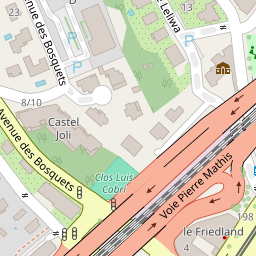 23
Avenue des Bosquets
Leliwa
P
P
8/10
Castel
Joli
Avenue des Bosquets
Clos Luis
Cobri
Voie Pierre Mathis
le Friedland
198